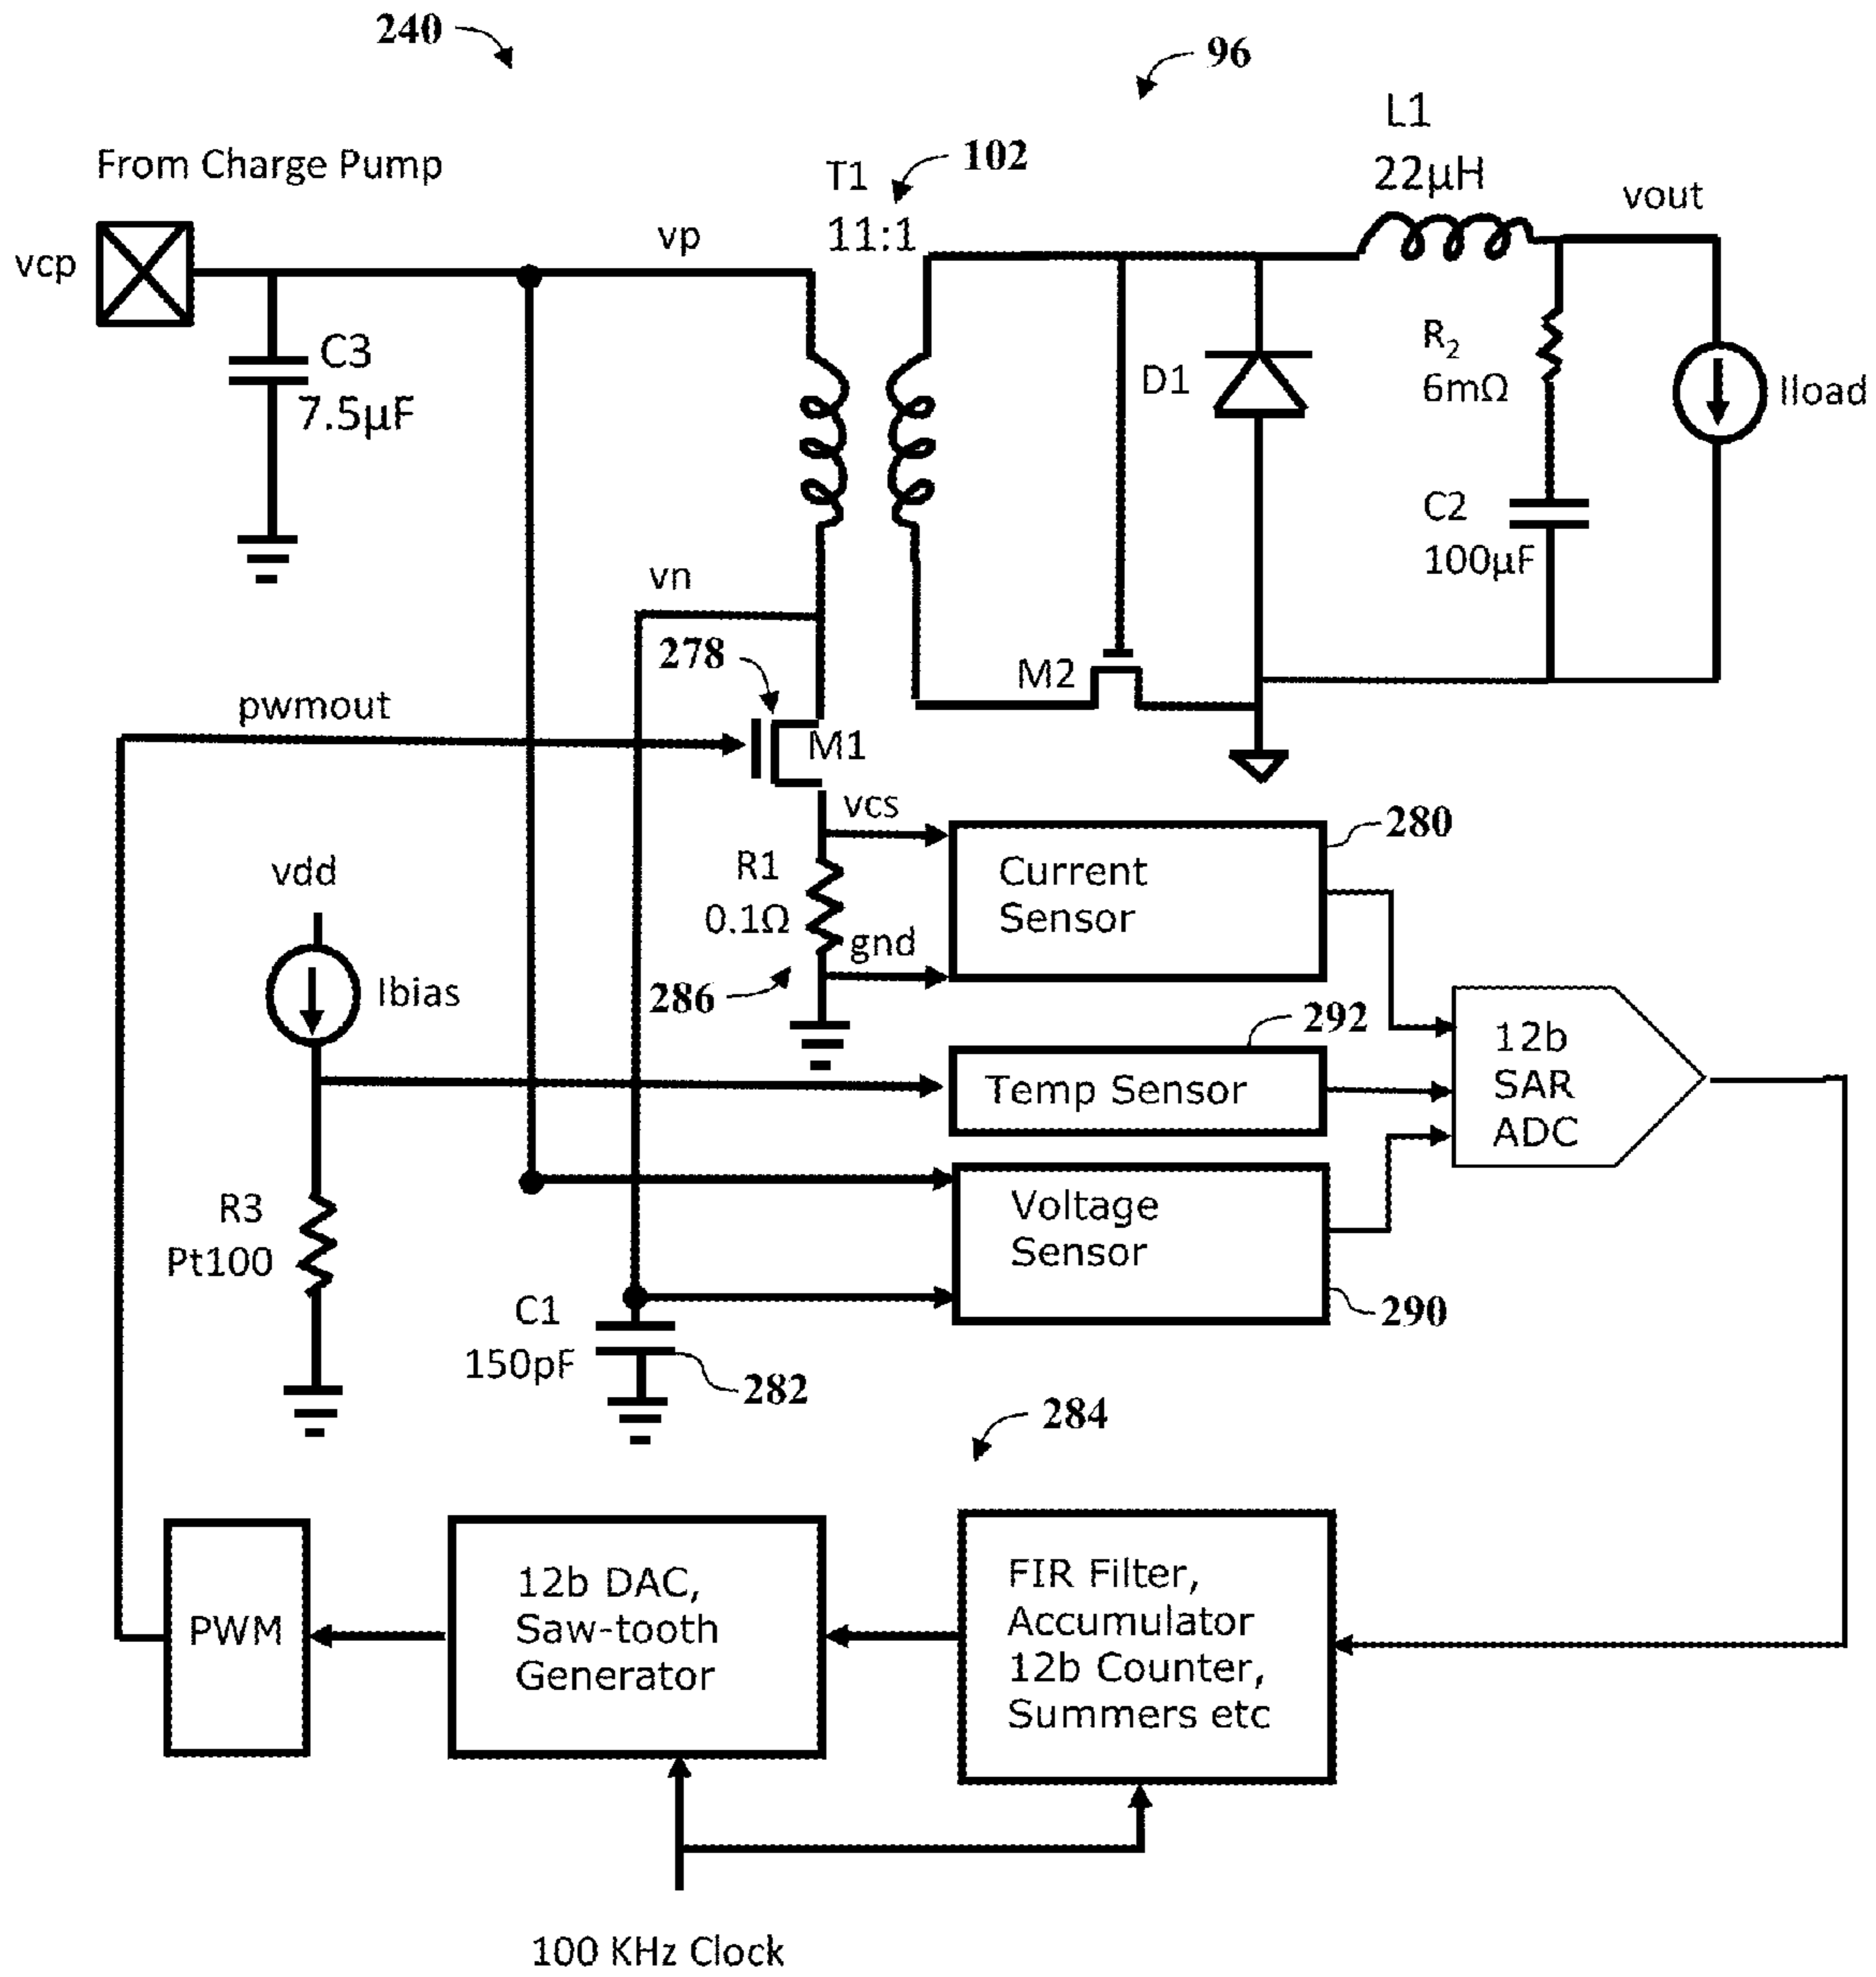 240
96
L1
22µH
From Charge Pump
T1
11:1
102
vout
vcp
vp
C3
7.5µF
D1
R2
6mΩ
Iload
C2
100µF
vn
278
M2
pwmout
M1
vcs
280
vdd
R1
0.1Ω
gnd
Current
Sensor
Ibias
286
292
12b
SAR
ADC
Temp Sensor
R3
Pt100
Voltage
Sensor
C1
150pF
290
282
284
PWM
12b DAC,
Saw-tooth
Generator
FIR Filter,
Accumulator
12b Counter,
Summers etc
100 KHz Clock